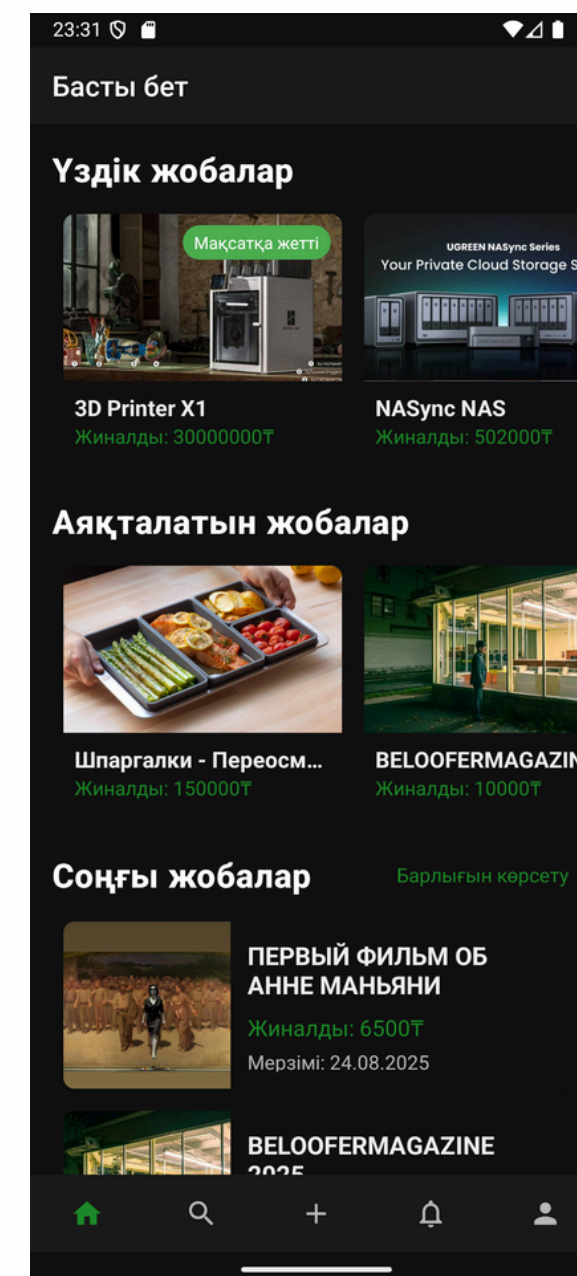 23:31
Басты бет
Үздік жобалар
Мақсатқа жетті
UGREEN NASync Series
Your Private Cloud Storage S
3D Printer X1
NASync NAS
Жиналды: 30000000₸
Жиналды: 502000₸
Аяқталатын жобалар
Шпаргалки - Переосм...
BELOOFERMAGAZIN
Жиналды: 150000₸
Жиналды: 10000₸
Соңғы жобалар
Барлығын көрсету
ПЕРВЫЙ ФИЛЬМ ОБ
АННЕ МАНЬЯНИ
Жиналды: 6500₸
Мерзімі: 24.08.2025
BELOOFERMAGAZINE
2025